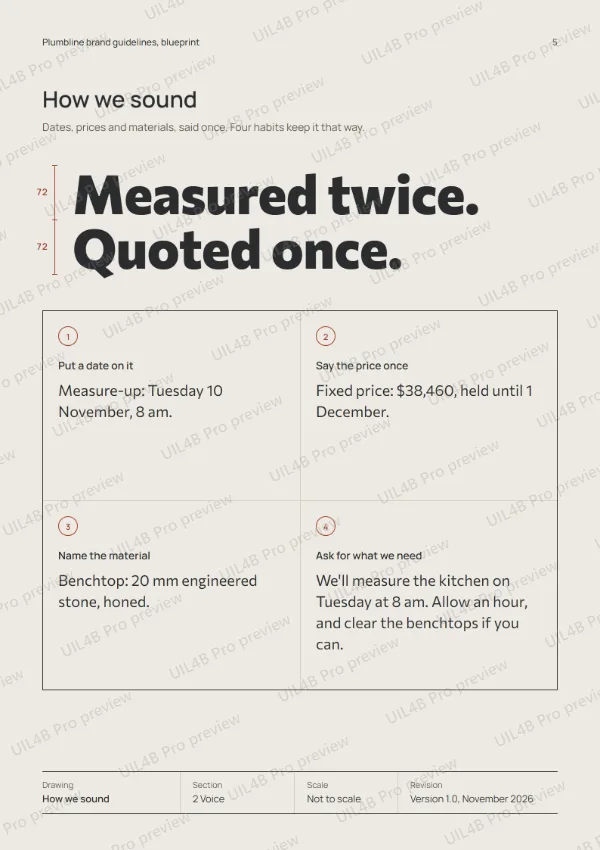 Plumbline brand guidelines, blueprint
5
How we sound
Dates, prices and materials, said once. Four habits keep it that way.
72
Measured twice.
72
Quoted once.
1
Put a date on it
Measure-up: Tuesday 10
November, 8 am.
2
Say the price once
Fixed price: $38,460, held until 1
December.
3
Name the material
Benchtop: 20 mm engineered
stone, honed.
4
Ask for what we need
We'll measure the kitchen on
Tuesday at 8 am. Allow an hour,
and clear the benchtops if you
can.
Drawing
How we sound
Section
2 Voice
Scale
Not to scale
Revision
Version 1.0, November 2026
UIL4B Pro preview